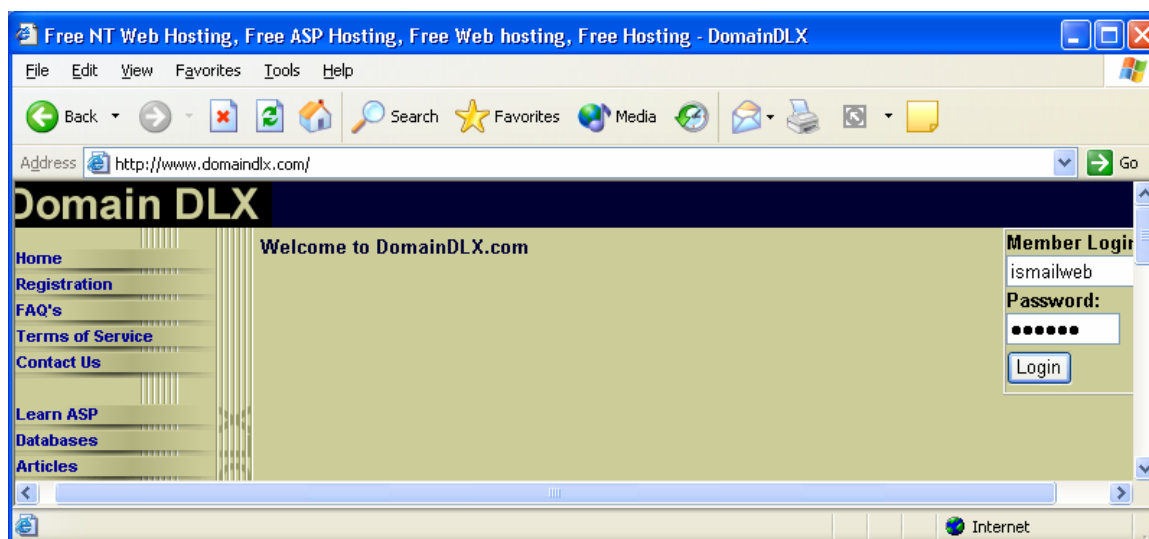 Free NT Web Hosting, Free ASP Hosting, Free Web hosting, Free Hosting - DomainDLX
File Edit View Favorites Tools Help
Back Search Favorites Media
Address http://www.domaindlx.com/ Go
Domain DLX
Home
Registration
FAQ's
Terms of Service
Contact Us
Learn ASP
Databases
Articles
Welcome to DomainDLX.com
Member Login
ismailweb
Password:
●●●●●●
Login
Internet